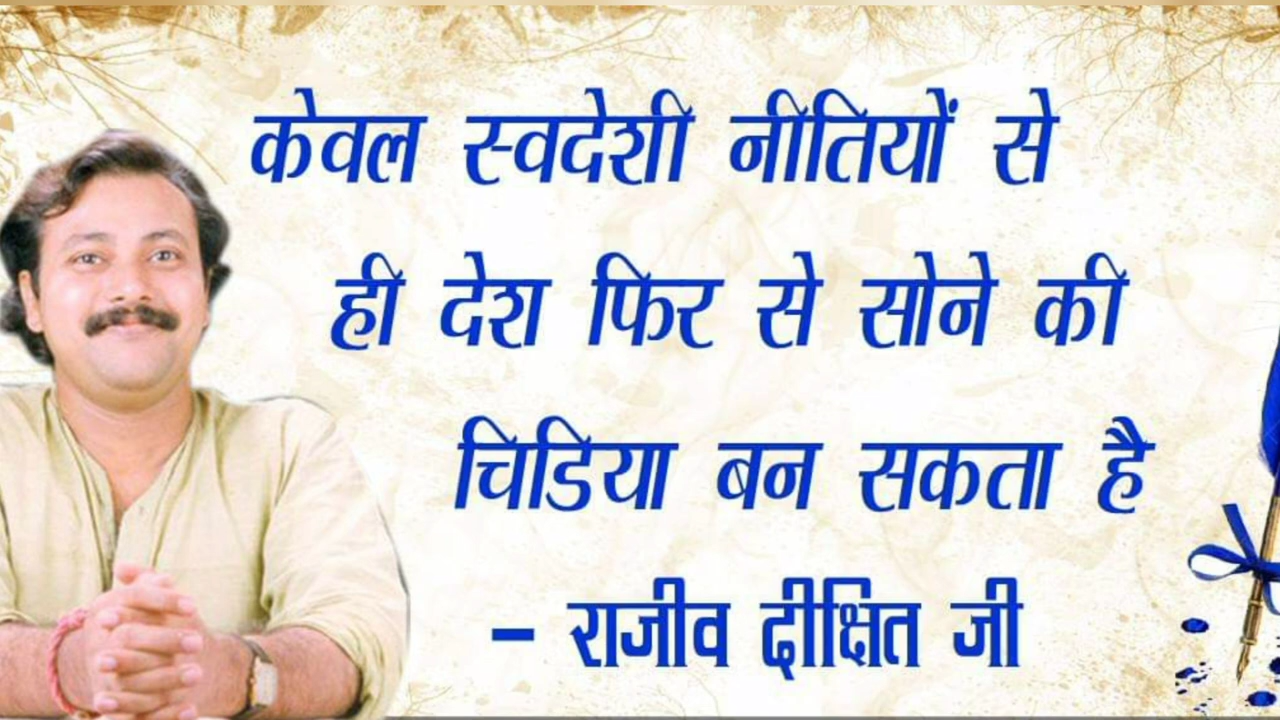 केवल स्वदेशी नीतियों से
ही देश फिर से सोने की
चिडिया बन सकता है
- राजीव दीक्षित जी